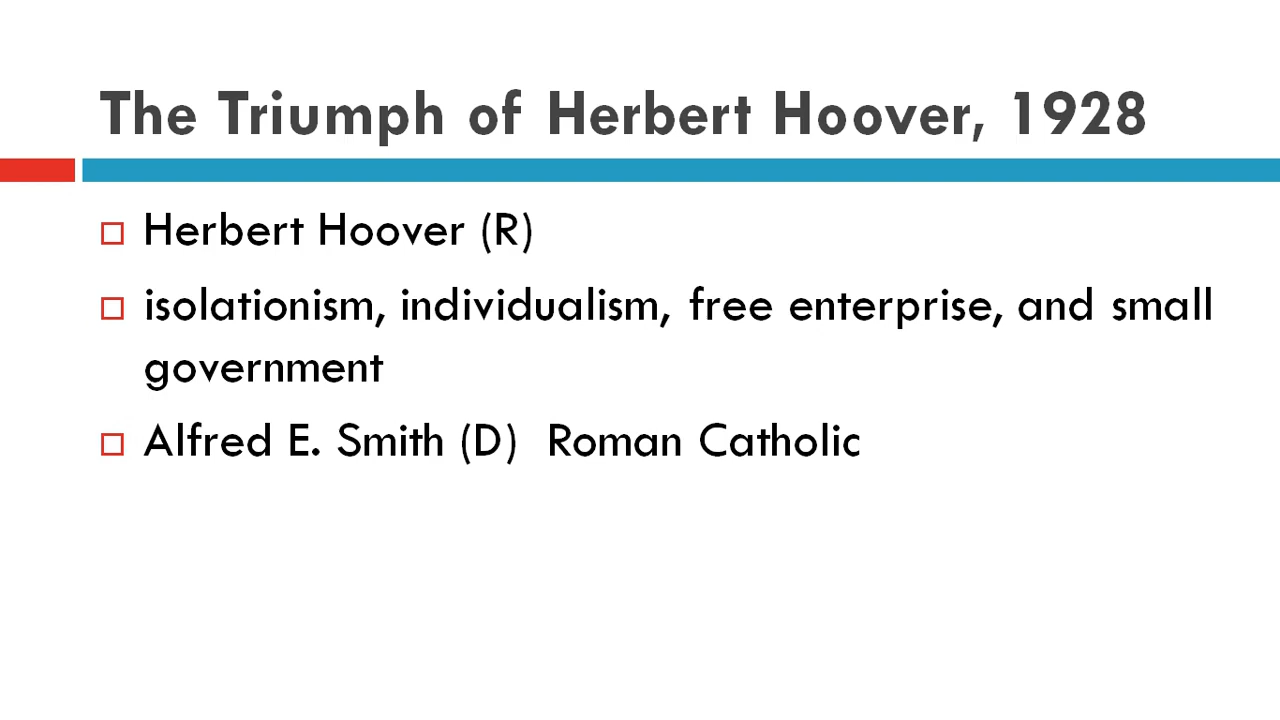 The Triumph of Herbert Hoover, 1928
Herbert Hoover (R)
isolationism, individualism, free enterprise, and small
government
Alfred E. Smith (D)  Roman Catholic